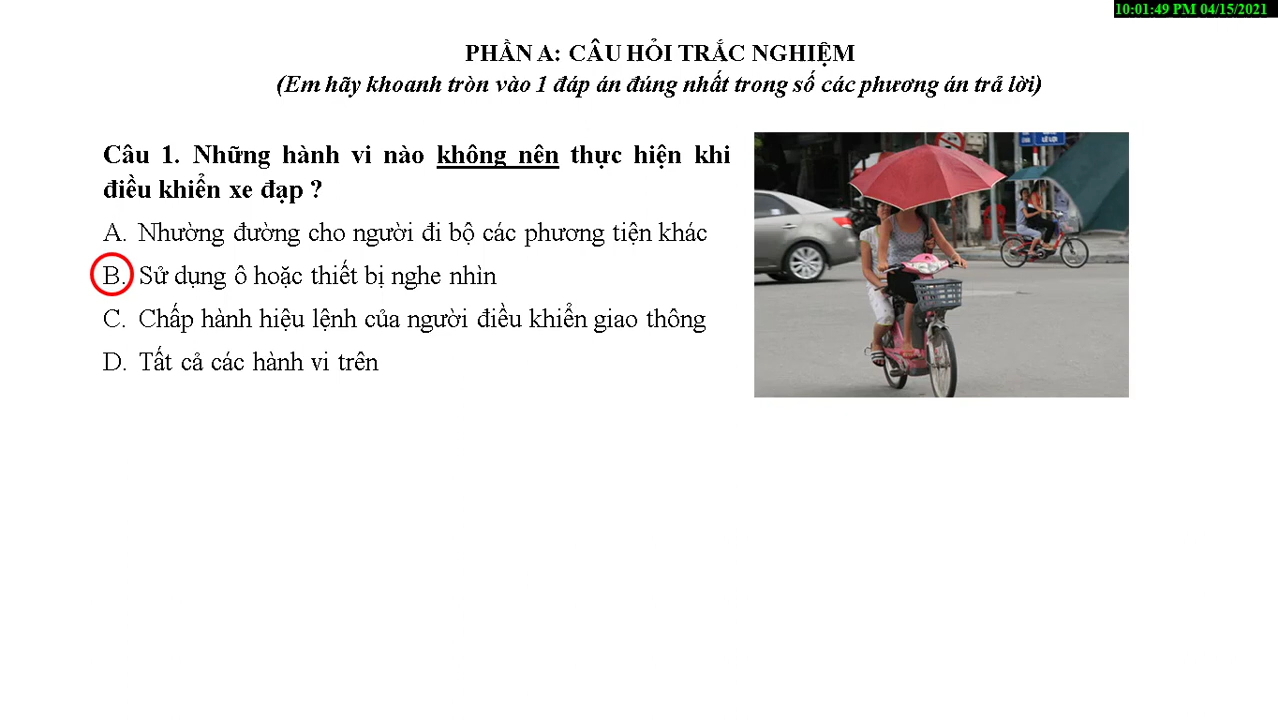 10:01:49 PM 04/15/2021
PHẦN A: CÂU HỎI TRẮC NGHIỆM
(Em hãy khoanh tròn vào 1 đáp án đúng nhất trong số các phương án trả lời)
Câu 1. Những hành vi nào không nên thực hiện khi
điều khiển xe đạp ?
A. Nhường đường cho người đi bộ các phương tiện khác
B. Sử dụng ô hoặc thiết bị nghe nhìn
C. Chấp hành hiệu lệnh của người điều khiển giao thông
D. Tất cả các hành vi trên